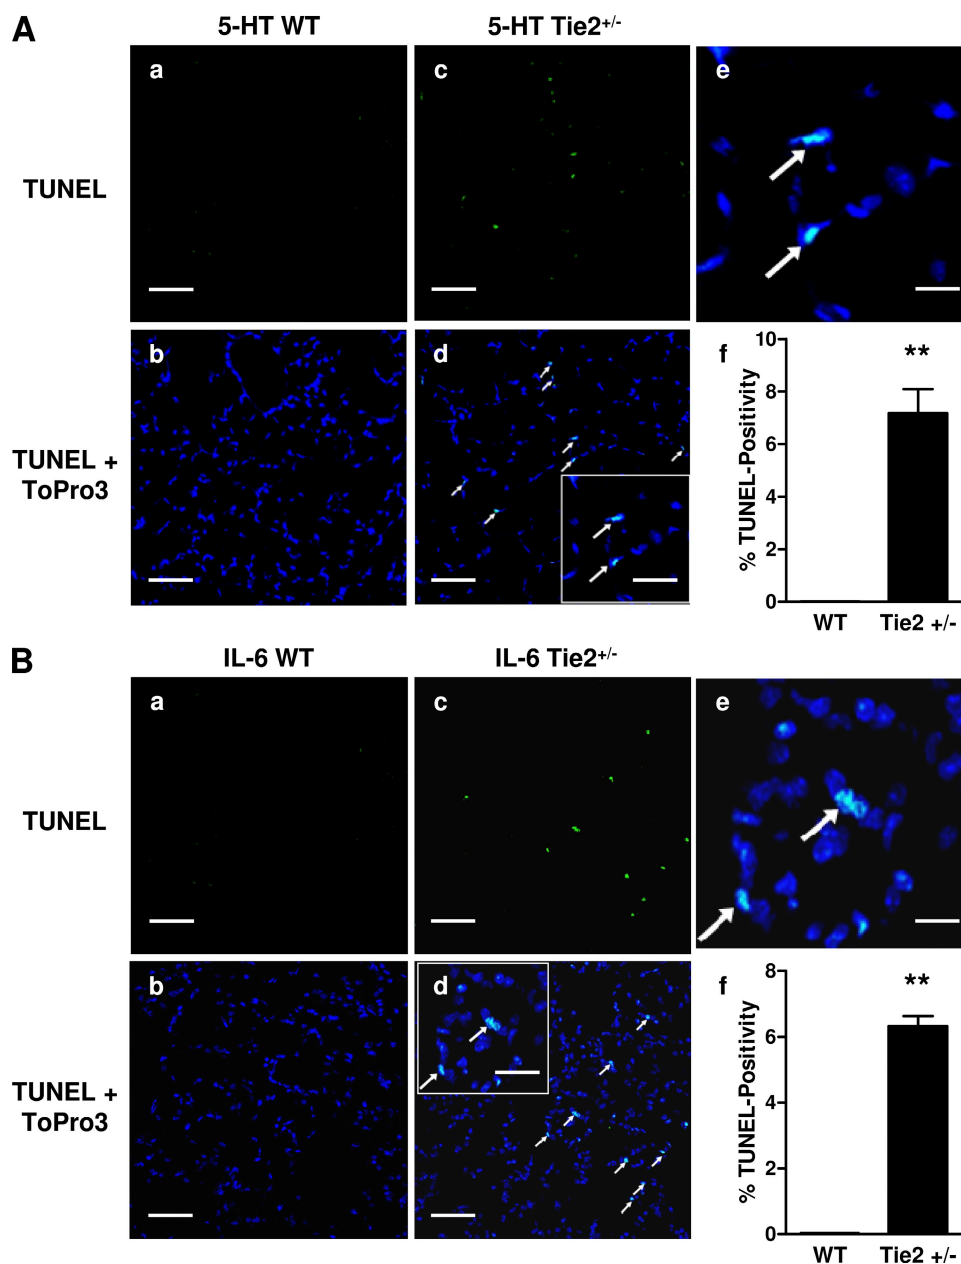 A
5-HT WT
5-HT Tie2+/-
a
c
e
TUNEL
b
d
f
TUNEL +
ToPro3
% TUNEL-Positivity
10
8
6
4
2
0
**
WT
Tie2 +/-
B
IL-6 WT
IL-6 Tie2+/-
a
c
e
TUNEL
b
d
f
TUNEL +
ToPro3
% TUNEL-Positivity
8
6
4
2
0
**
WT
Tie2 +/-